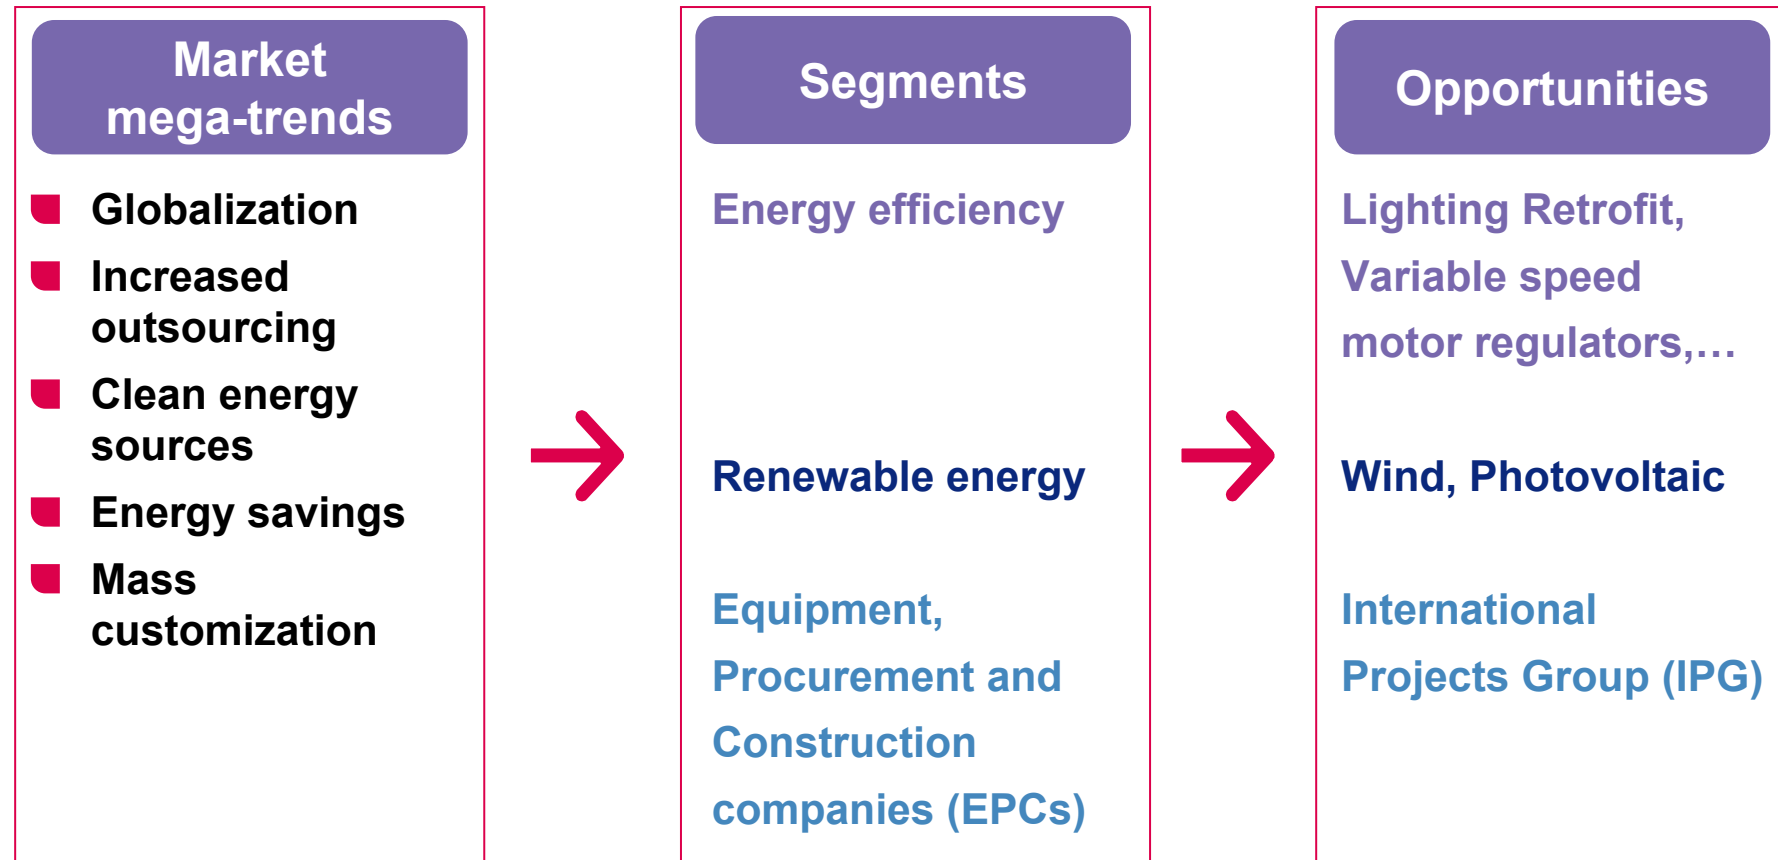 Market
mega-trends
Globalization
Increased
outsourcing
Clean energy
sources
Energy savings
Mass
customization
Segments
Energy efficiency
Renewable energy
Equipment,
Procurement and
Construction
companies (EPCs)
Opportunities
Lighting Retrofit,
Variable speed
motor regulators,…
Wind, Photovoltaic
International
Projects Group (IPG)